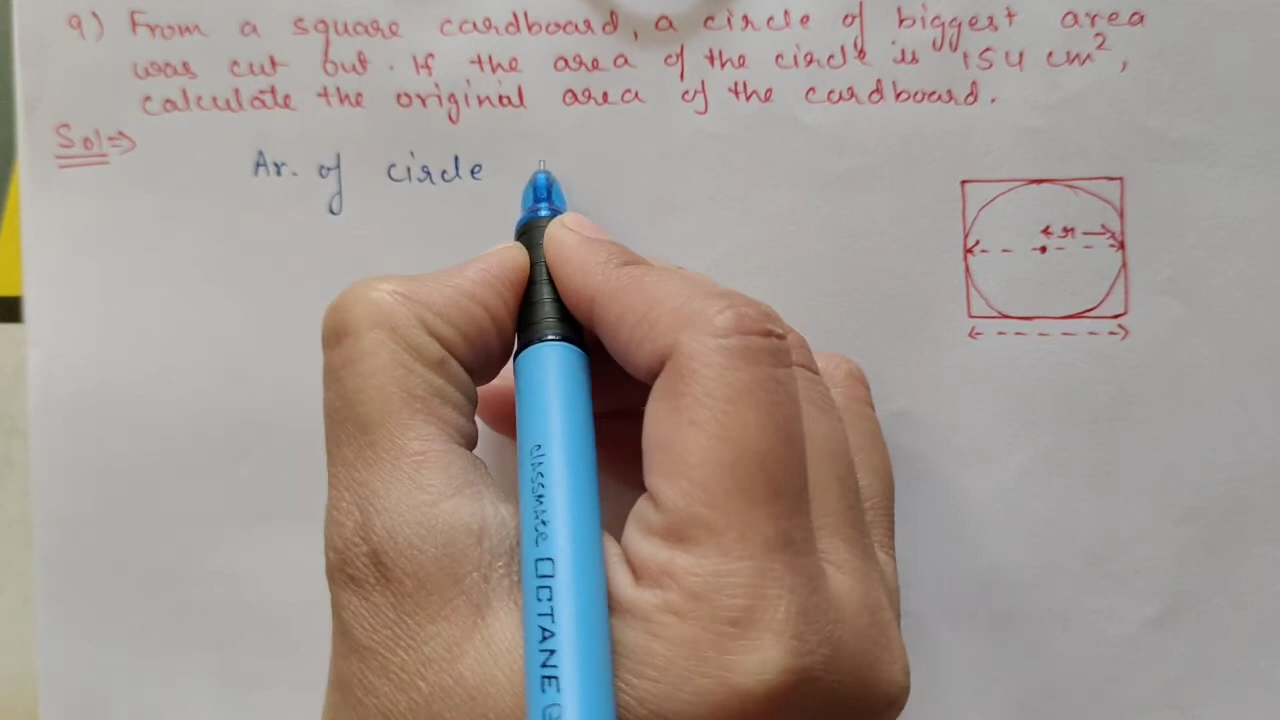 9) From a square cardboard, a circle of biggest area
was cut out. If the area of the circle is 154 cm²,
calculate the original area of the cardboard.
Sol⇒
Ar. of circle
r
classmate OCTANE